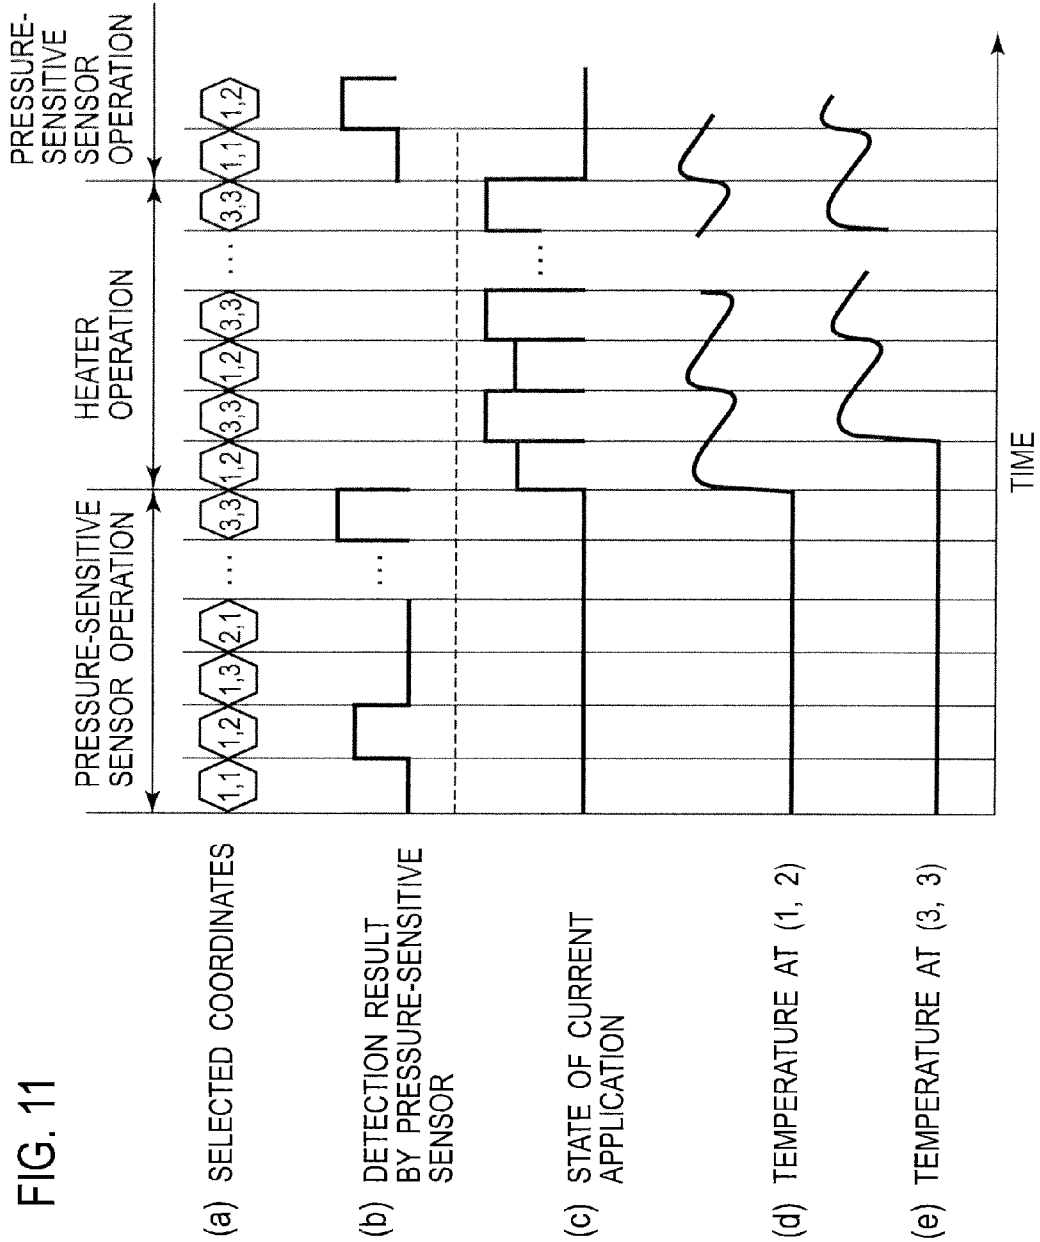 FIG. 11
PRESSURE-SENSITIVE
SENSOR OPERATION
HEATER
OPERATION
PRESSURE-
SENSITIVE
SENSOR
OPERATION
(a) SELECTED COORDINATES
1,1 1,2 1,3 2,1 ... 3,3 1,2 3,3 1,2 3,3 ... 3,3 1,1 1,2
(b) DETECTION RESULT
BY PRESSURE-SENSITIVE
SENSOR
...
(c) STATE OF CURRENT
APPLICATION
...
(d) TEMPERATURE AT (1, 2)
(e) TEMPERATURE AT (3, 3)
TIME